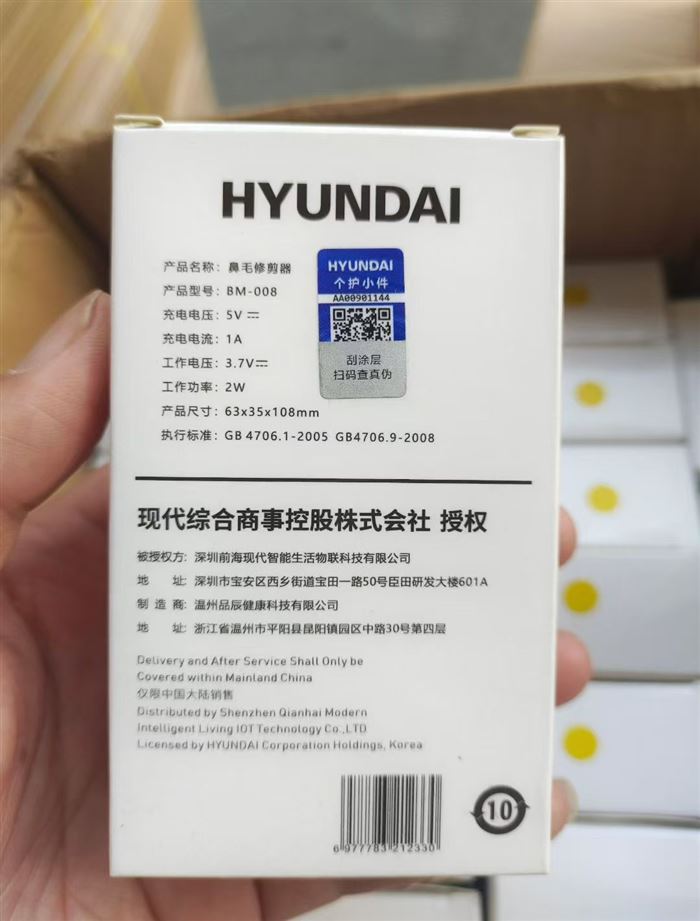 HYUNDAI
产品名称：鼻毛修剪器
产品型号：BM-008
充电电压：5V
充电电流：1A
工作电压：3.7V
工作功率：2W
产品尺寸：63x35x108mm
执行标准：GB 4706.1-2005 GB4706.9-2008
HYUNDAI
个护小件
AA00901144
刮涂层
扫码查真伪
现代综合商事控股株式会社 授权
被授权方：深圳前海现代智能生活物联科技有限公司
地 址：深圳市宝安区西乡街道宝田一路50号臣田研发大楼601A
制 造 商：温州品辰健康科技有限公司
地 址：浙江省温州市平阳县昆阳镇园区中路30号第四层
Delivery and After Service Shall Only be
Covered within Mainland China
仅限中国大陆销售
Distributed by Shenzhen Qianhai Modern
Intelligent Living IOT Technology Co.,LTD
Licensed by HYUNDAI Corporation Holdings, Korea
6 977783 212330
10